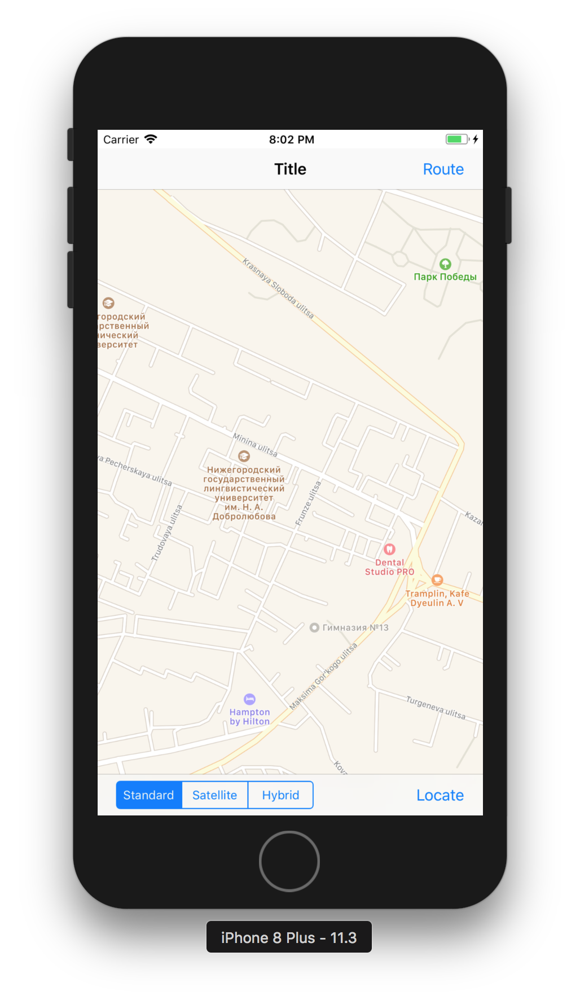 Carrier 8:02 PM
Title
Route
Krasnaya Sloboda ulitsa
Парк Победы
городский
рственный
ический
верситет
Minina ulitsa
va Pecherskaya ulitsa
Нижегородский
государственный
лингвистический
университет
им. Н. А.
Добролюбова
Frunze ulitsa
Trudovaya ulitsa
Kazan
Dental
Studio PRO
Tramplin, Kafe
Dyeulin A. V
Гимназия №13
Maksima Gor'kogo ulitsa
Turgeneva ulitsa
Hampton
by Hilton
Kova
Standard
Satellite
Hybrid
Locate
iPhone 8 Plus - 11.3